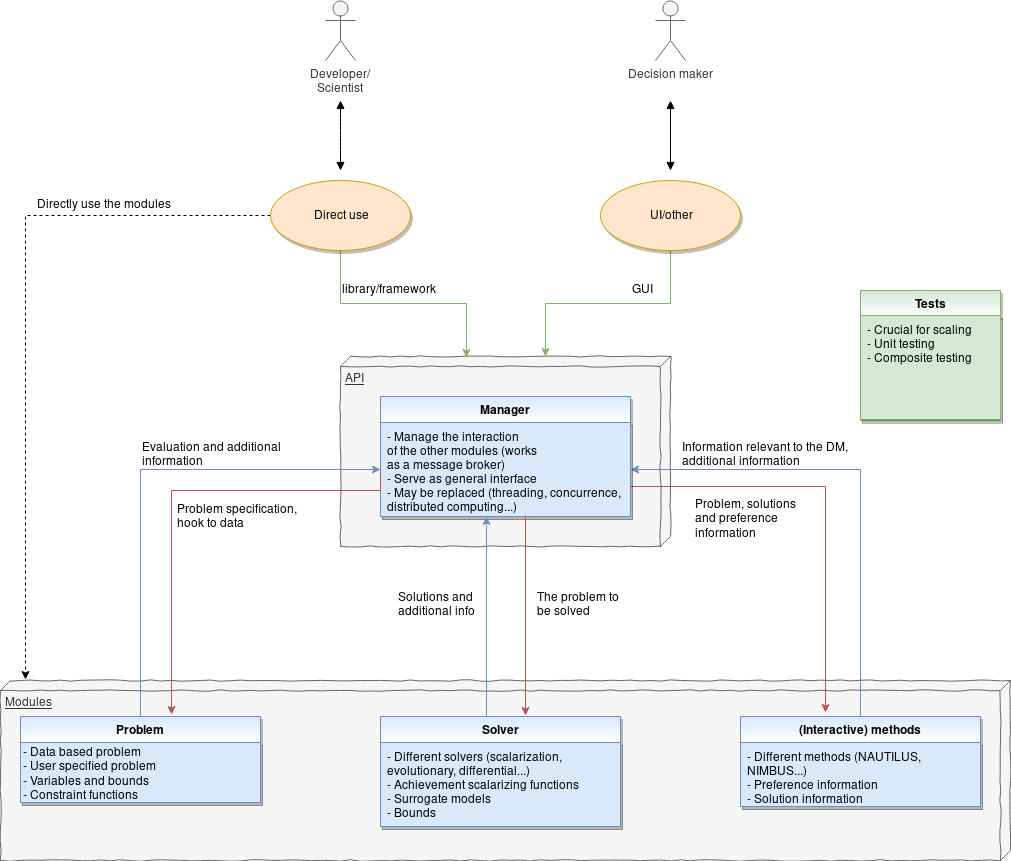 Developer/
Scientist
Decision maker
Directly use the modules
Direct use
UI/other
library/framework
GUI
Tests
- Crucial for scaling
- Unit testing
- Composite testing
API
Manager
- Manage the interaction
of the other modules (works
as a message broker)
- Serve as general interface
- May be replaced (threading, concurrence,
distributed computing...)
Evaluation and additional
information
Problem specification,
hook to data
Information relevant to the DM,
additional information
Problem, solutions
and preference
information
Solutions and
additional info
The problem to
be solved
Modules
Problem
- Data based problem
- User specified problem
- Variables and bounds
- Constraint functions
Solver
- Different solvers (scalarization,
evolutionary, differential...)
- Achievement scalarizing functions
- Surrogate models
- Bounds
(Interactive) methods
- Different methods (NAUTILUS,
NIMBUS...)
- Preference information
- Solution information